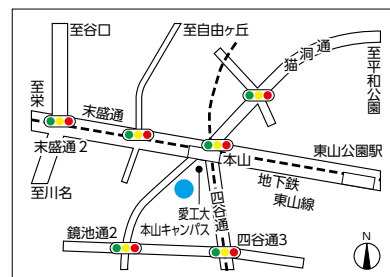 至谷口
至自由ヶ丘
猫洞通
至平和公園
至栄
末盛通
末盛通2
本山
東山公園駅
地下鉄
東山線
至川名
愛工大
本山キャンパス
四谷通
鏡池通2
四谷通3
N